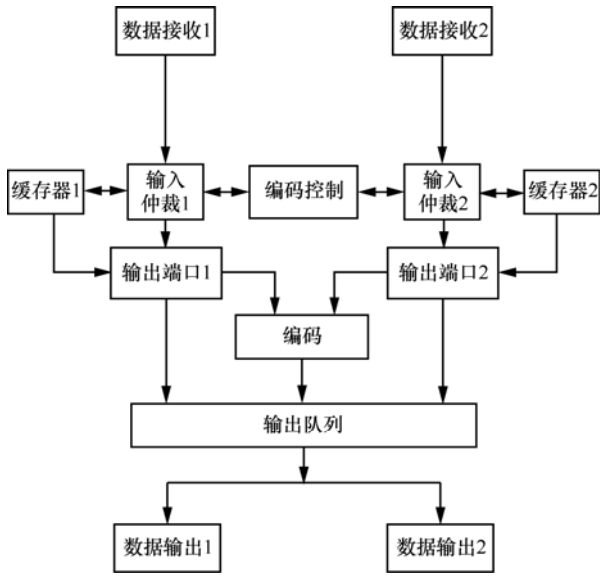 数据接收1
数据接收2
缓存器1
输入
仲裁1
编码控制
输入
仲裁2
缓存器2
输出端口1
输出端口2
编码
输出队列
数据输出1
数据输出2